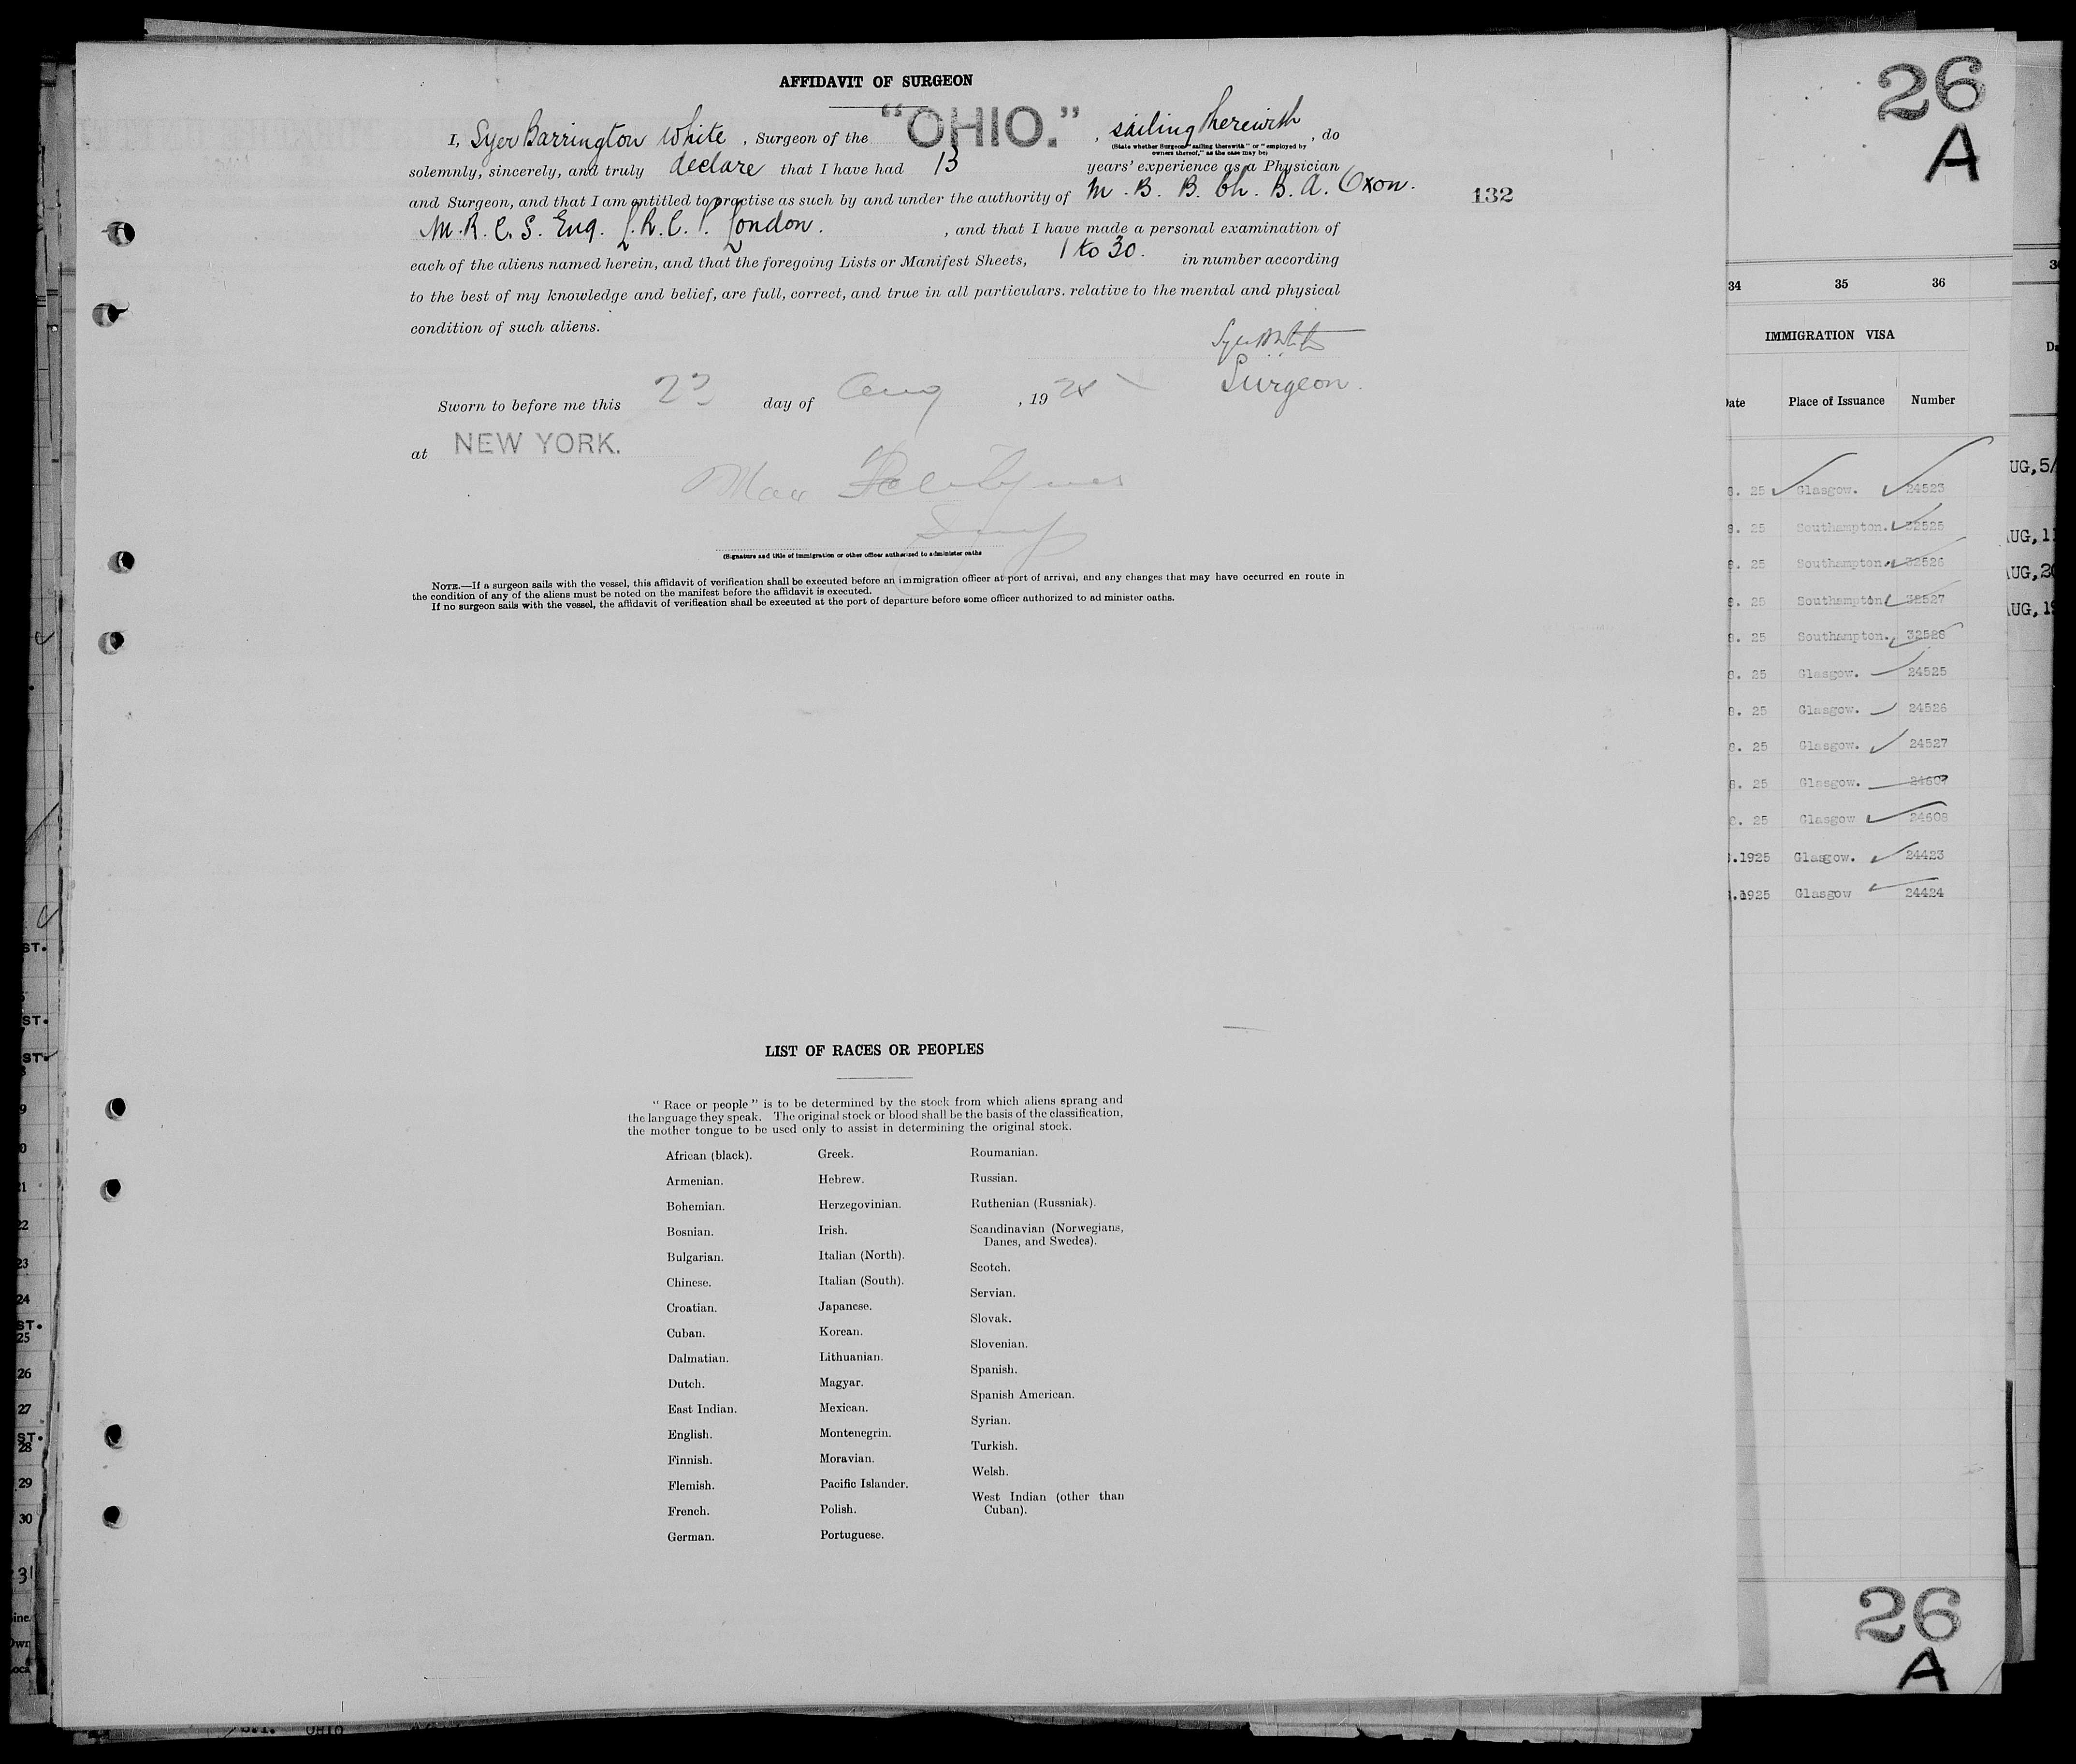 AFFIDAVIT OF SURGEON
I, Syer Barrington White, Surgeon of the "OHIO.", sailing therewith, do
(State whether Surgeon "sailing therewith" or "employed by
owners thereof," as the case may be)
solemnly, sincerely, and truly declare that I have had 13 years' experience as a Physician
and Surgeon, and that I am entitled to practise as such by and under the authority of M. B. B. Ch. B. A. Oxon.
132
M. R. C. S. Eng. L. R. C. P. London. , and that I have made a personal examination of
each of the aliens named herein, and that the foregoing Lists or Manifest Sheets, 1 to 30. in number according
to the best of my knowledge and belief, are full, correct, and true in all particulars. relative to the mental and physical
condition of such aliens.
Surgeon.
Sworn to before me this day of Aug , 19
at NEW YORK.
(Signature and title of immigration or other officer authorized to administer oaths
NOTE.—If a surgeon sails with the vessel, this affidavit of verification shall be executed before an immigration officer at port of arrival, and any changes that may have occurred en route in
the condition of any of the aliens must be noted on the manifest before the affidavit is executed.
If no surgeon sails with the vessel, the affidavit of verification shall be executed at the port of departure before some officer authorized to administer oaths.
LIST OF RACES OR PEOPLES
"Race or people" is to be determined by the stock from which aliens sprang and
the language they speak. The original stock or blood shall be the basis of the classification,
the mother tongue to be used only to assist in determining the original stock.
African (black).
Armenian.
Bohemian.
Bosnian.
Bulgarian.
Chinese.
Croatian.
Cuban.
Dalmatian.
Dutch.
East Indian.
English.
Finnish.
Flemish.
French.
German.
Greek.
Hebrew.
Herzegovinian.
Irish.
Italian (North).
Italian (South).
Japanese.
Korean.
Lithuanian.
Magyar.
Mexican.
Montenegrin.
Moravian.
Pacific Islander.
Polish.
Portuguese.
Roumanian.
Russian.
Ruthenian (Russniak).
Scandinavian (Norwegians,
Danes, and Swedes).
Scotch.
Servian.
Slovak.
Slovenian.
Spanish.
Spanish American.
Syrian.
Turkish.
Welsh.
West Indian (other than
Cuban).
26
A
34 35 36
IMMIGRATION VISA
Place of Issuance Number
25 Glasgow. 24523
25 Southampton. 32525
25 Southampton. 32526
25 Southampton. 32527
25 Southampton. 32528
25 Glasgow. 24525
25 Glasgow. 24526
25 Glasgow. 24527
25 Glasgow. 24607
25 Glasgow 24608
1925 Glasgow. 24423
1925 Glasgow 24424
26
A